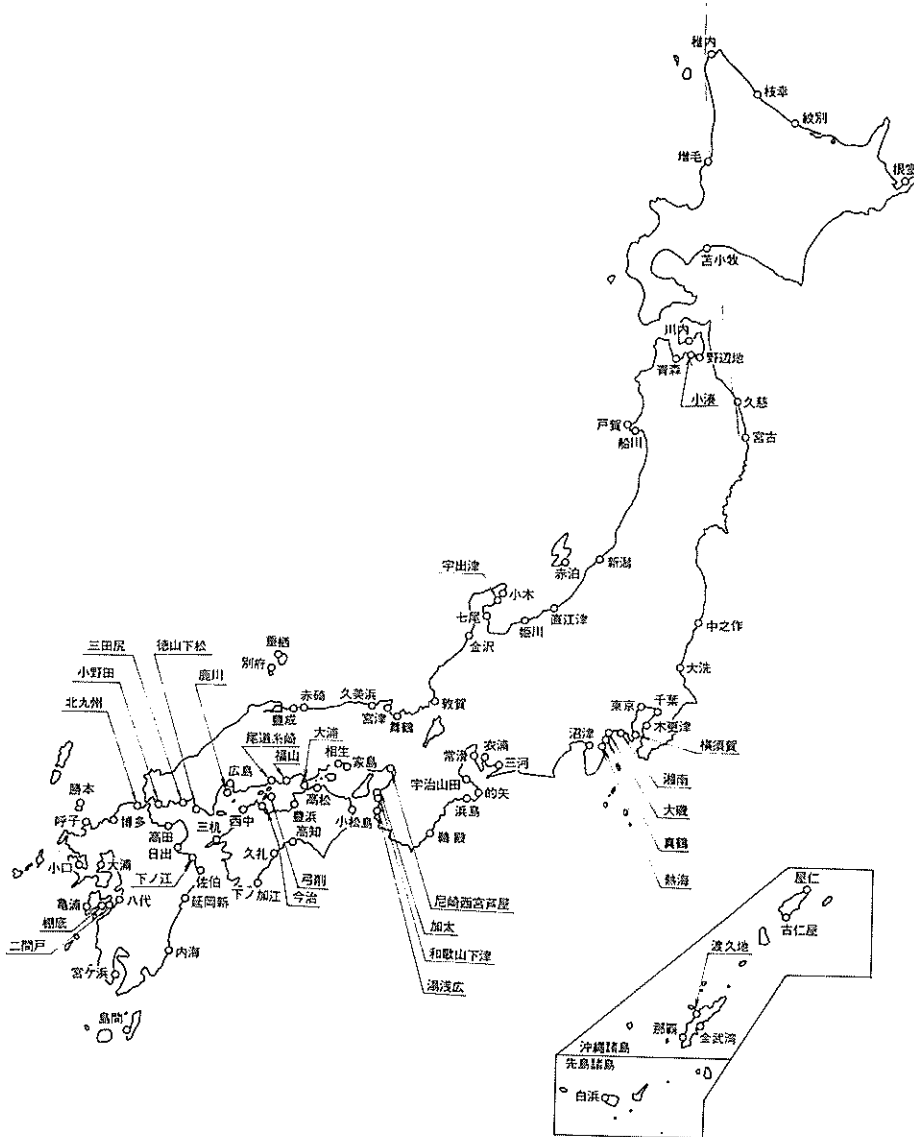 稚内
枝幸
紋別
増毛
根室
苫小牧
川内
青森
野辺地
小湊
久慈
宮古
戸賀
船川
宇出津
小木
赤泊
新潟
七尾
姫川
直江津
金沢
中之作
大洗
徳山下松
三田尻
小野田
鹿川
北九州
別府
赤碕
久美浜
豊成
宮津
舞鶴
敦賀
東京
千葉
木更津
横須賀
沼津
湘南
大磯
真鶴
熱海
尾道糸崎
福山
大浦
相生
家島
広島
常滑
衣浦
三河
宇治山田
的矢
浜島
勝本
呼子
博多
高田
日出
三机
西中
豊浜
高松
小松島
高知
久礼
小口
大浦
下ノ江
佐伯
下ノ加江
弓削
今治
尼崎西宮芦屋
加太
和歌山下津
湯浅広
亀浦
八代
延岡新
棚底
二間戸
内海
宮ケ浜
島間
屋仁
古仁屋
渡久地
那覇
金武湾
沖縄諸島
先島諸島
白浜